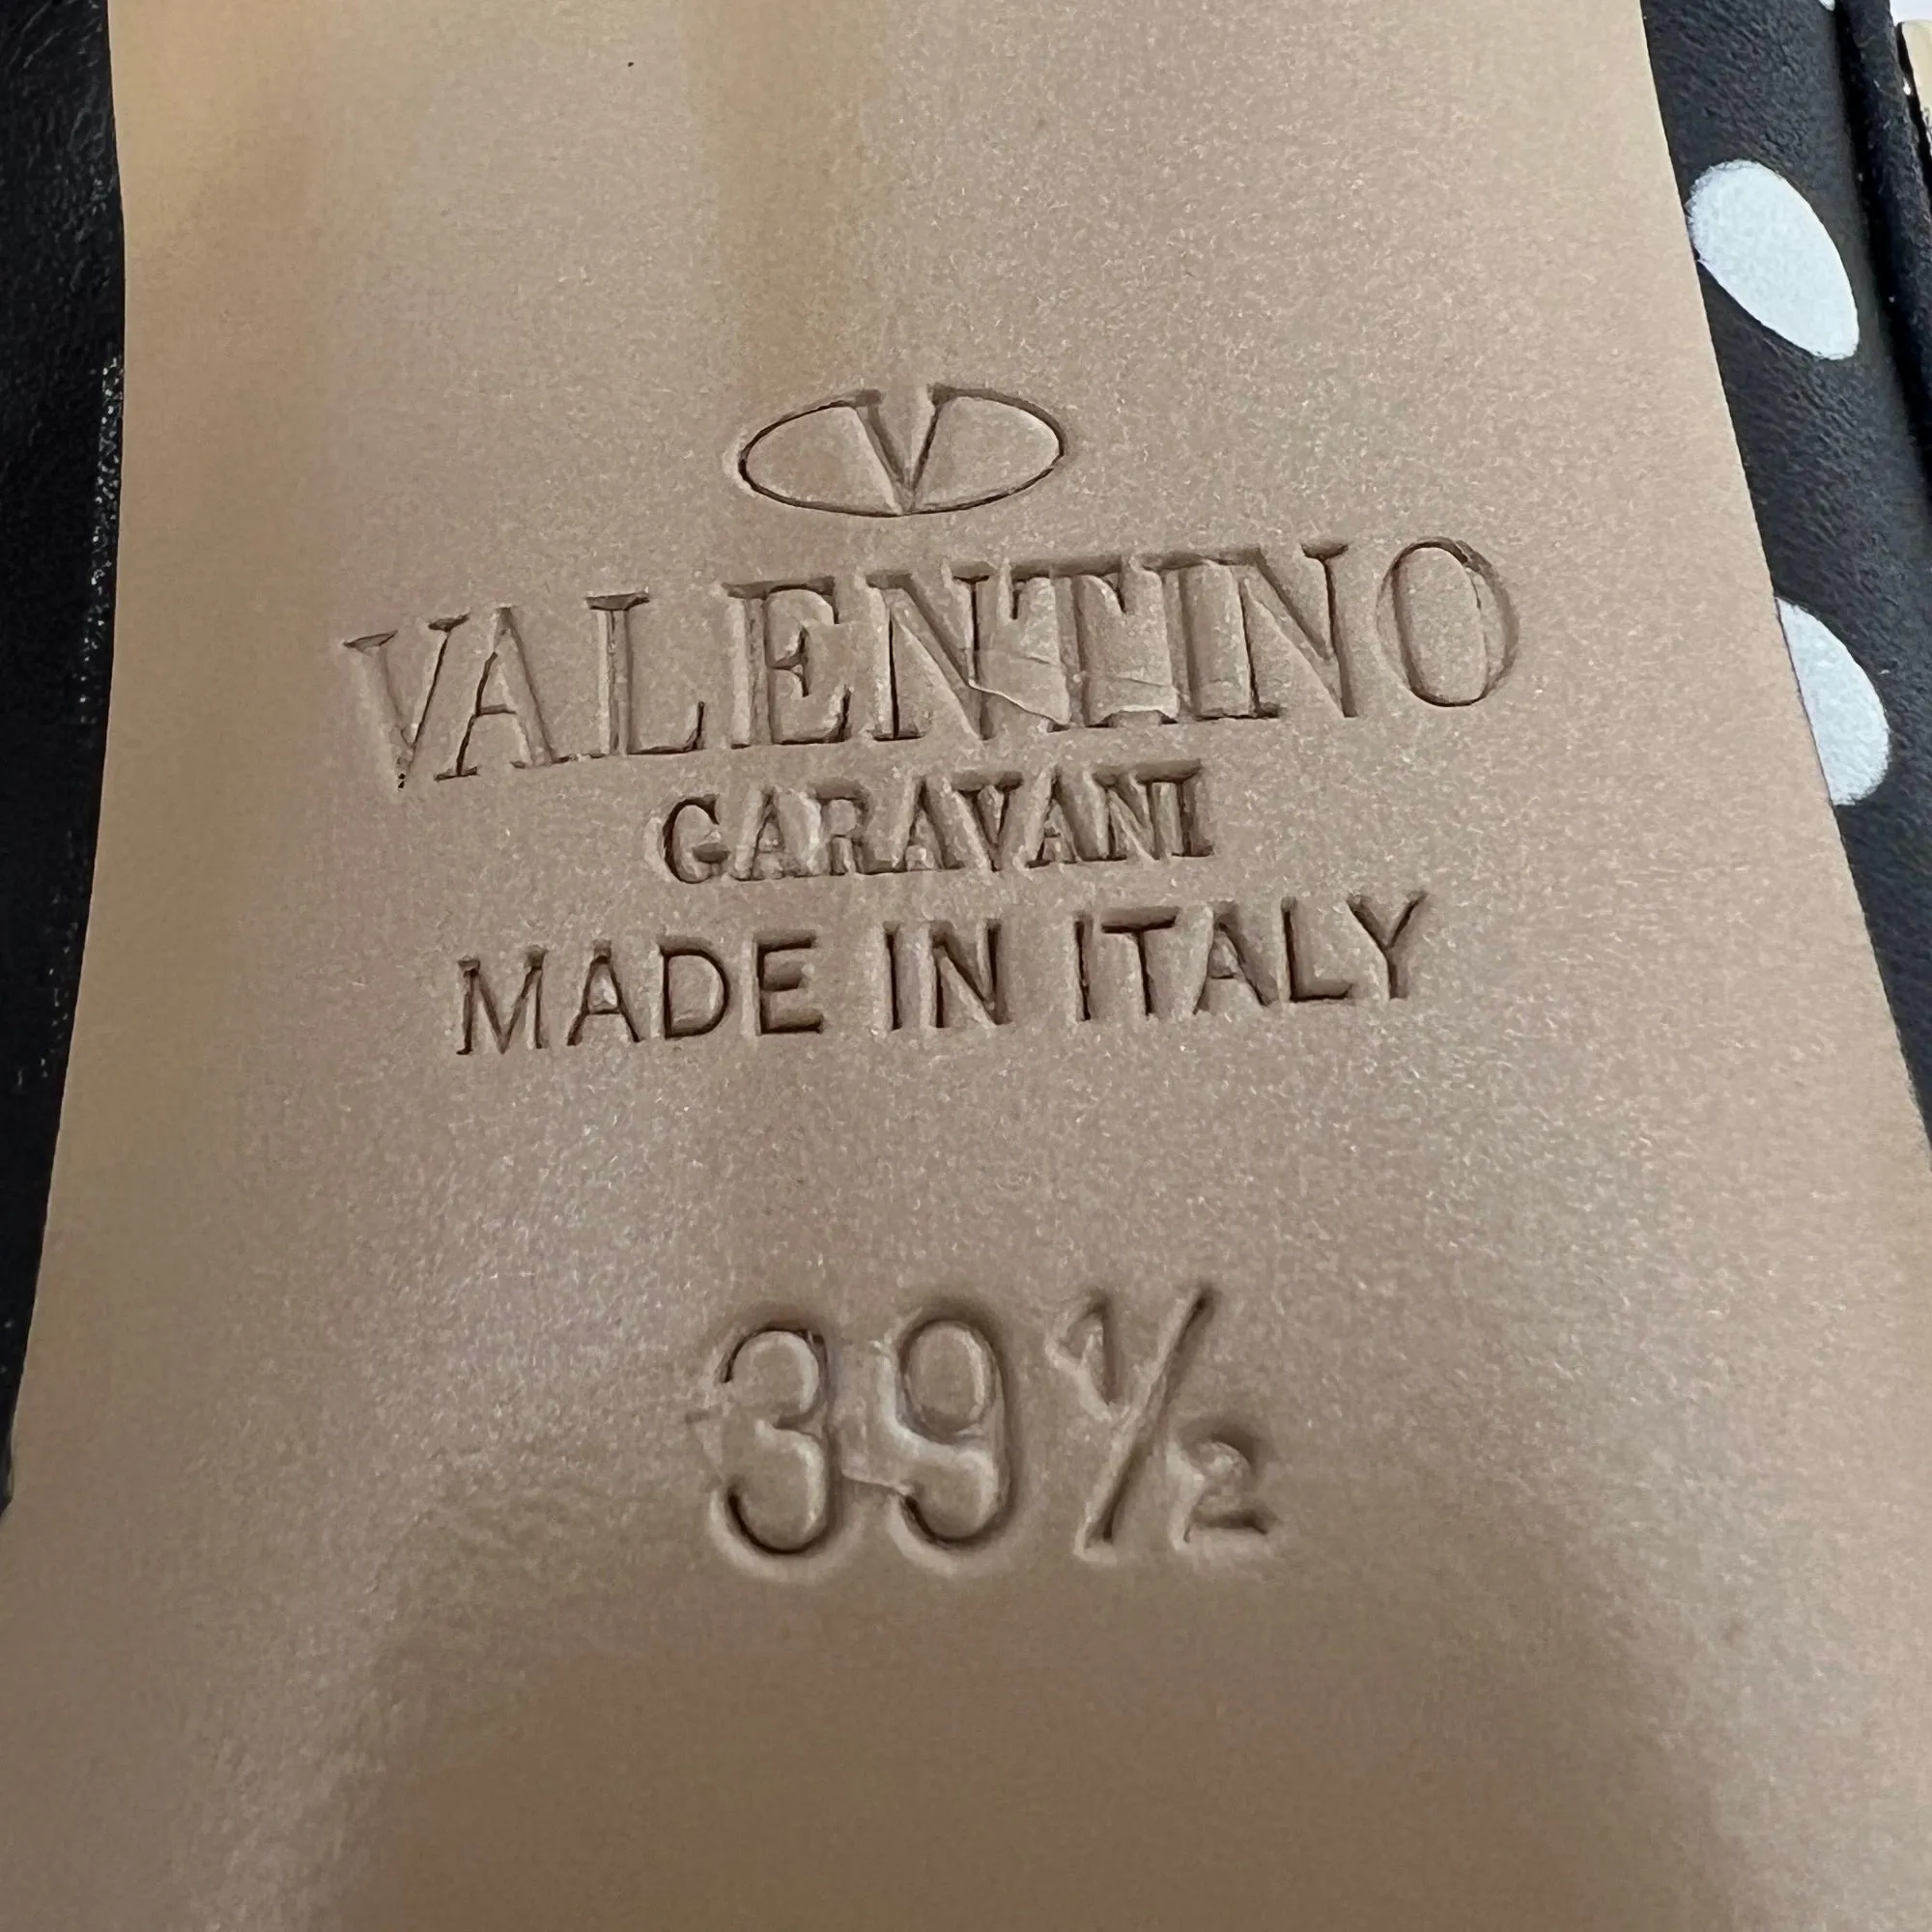 V
VALENTINO
GARAVANI
MADE IN ITALY
39½